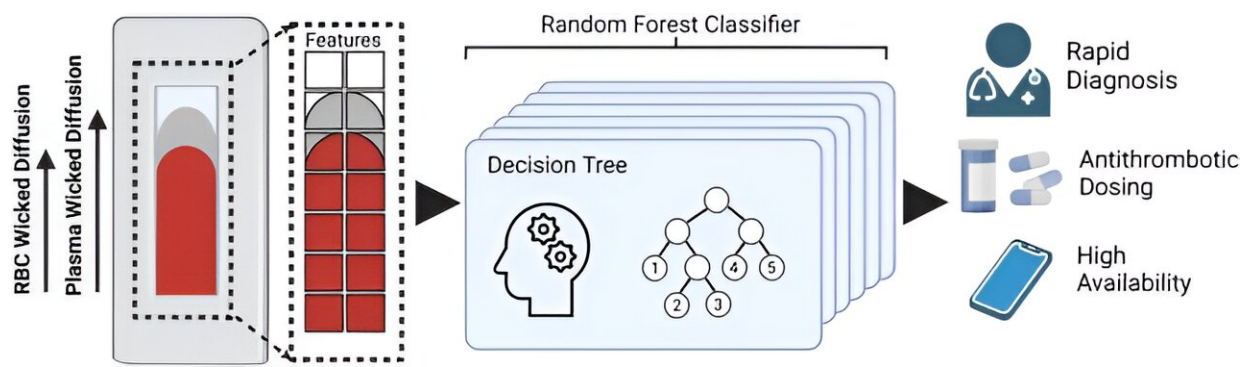 RBC Wicked Diffusion
Plasma Wicked Diffusion
Features
Random Forest Classifier
Decision Tree
1
4
5
2
3
Rapid
Diagnosis
Antithrombotic
Dosing
High
Availability